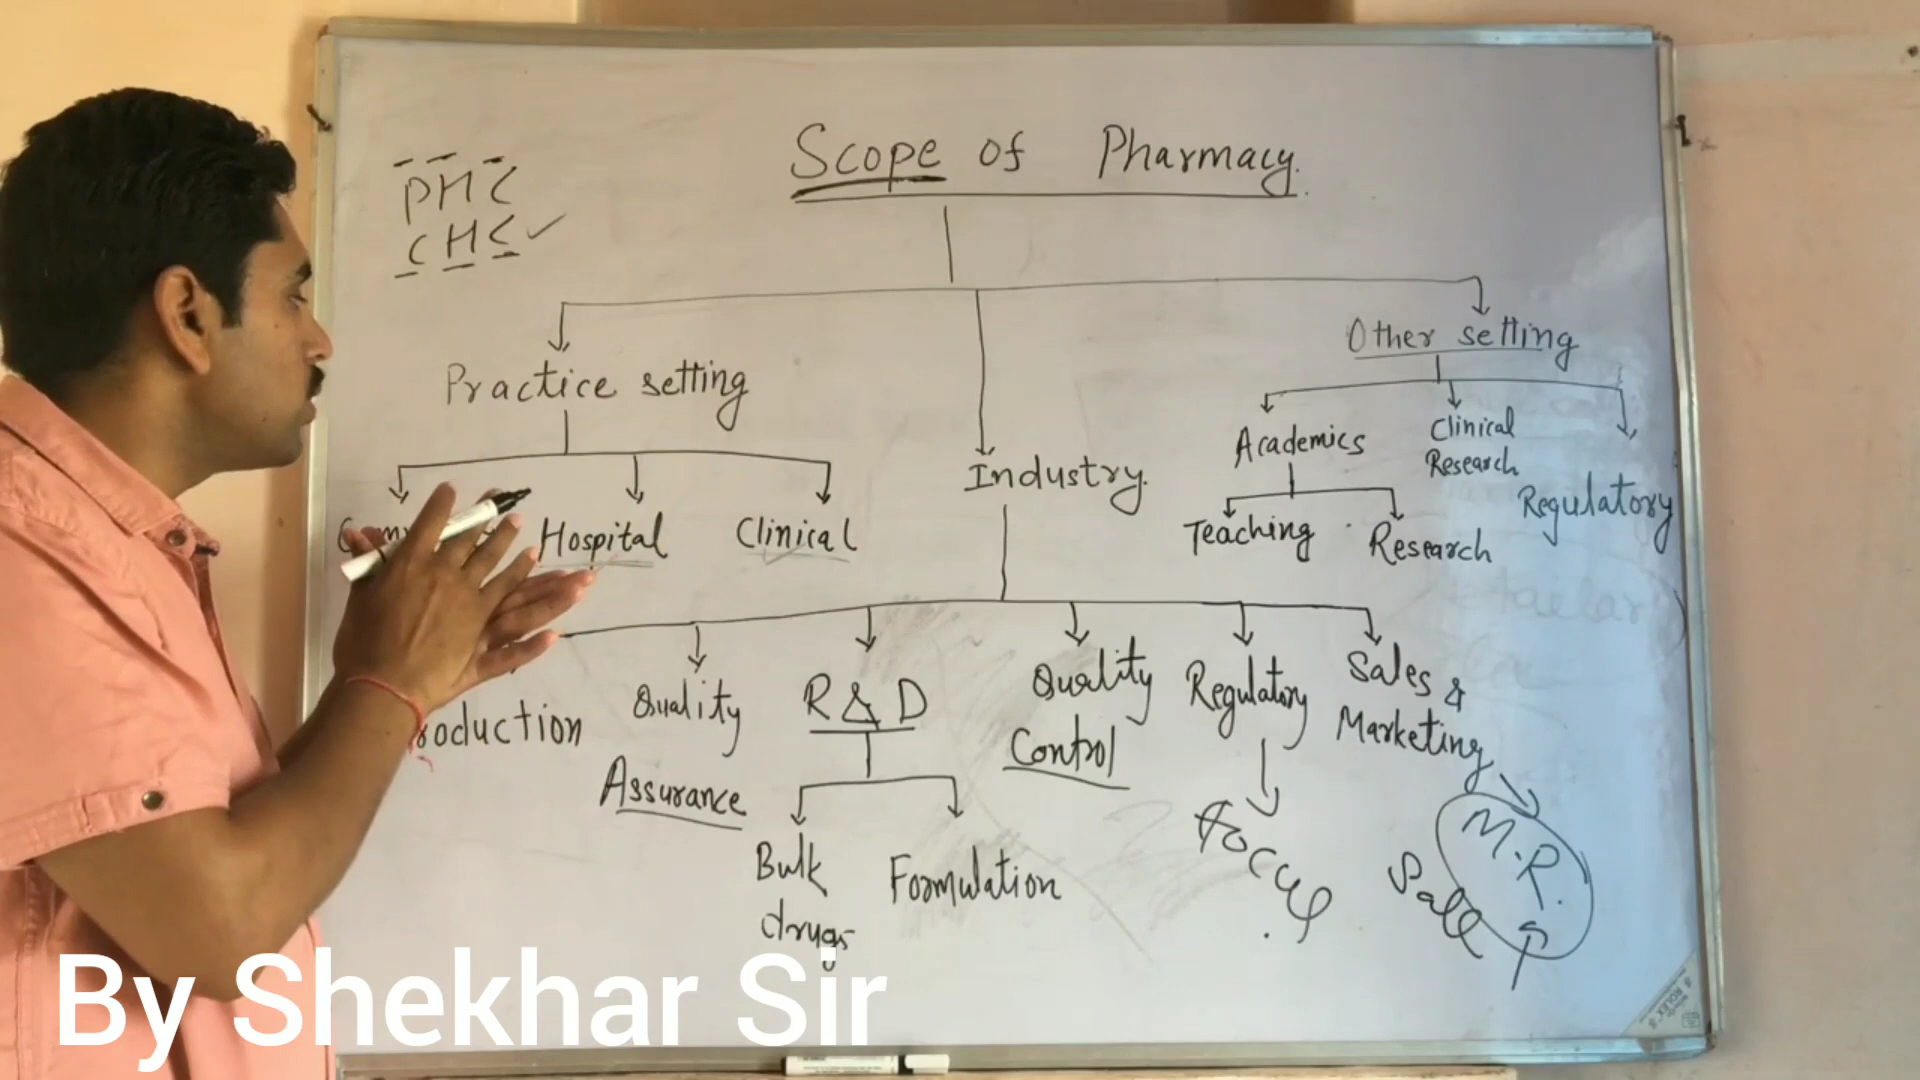 Scope of Pharmacy.
PHC
CHC
Practice setting
Industry.
Other setting
Hospital
Clinical
Academics
Clinical
Research
Regulatory
Teaching
Research
Quality
Assurance
R & D
Quality
Control
Regulatory
Sales &
Marketing
Bulk
drugs
Formulation
M.R.
Sale
By Shekhar Sir